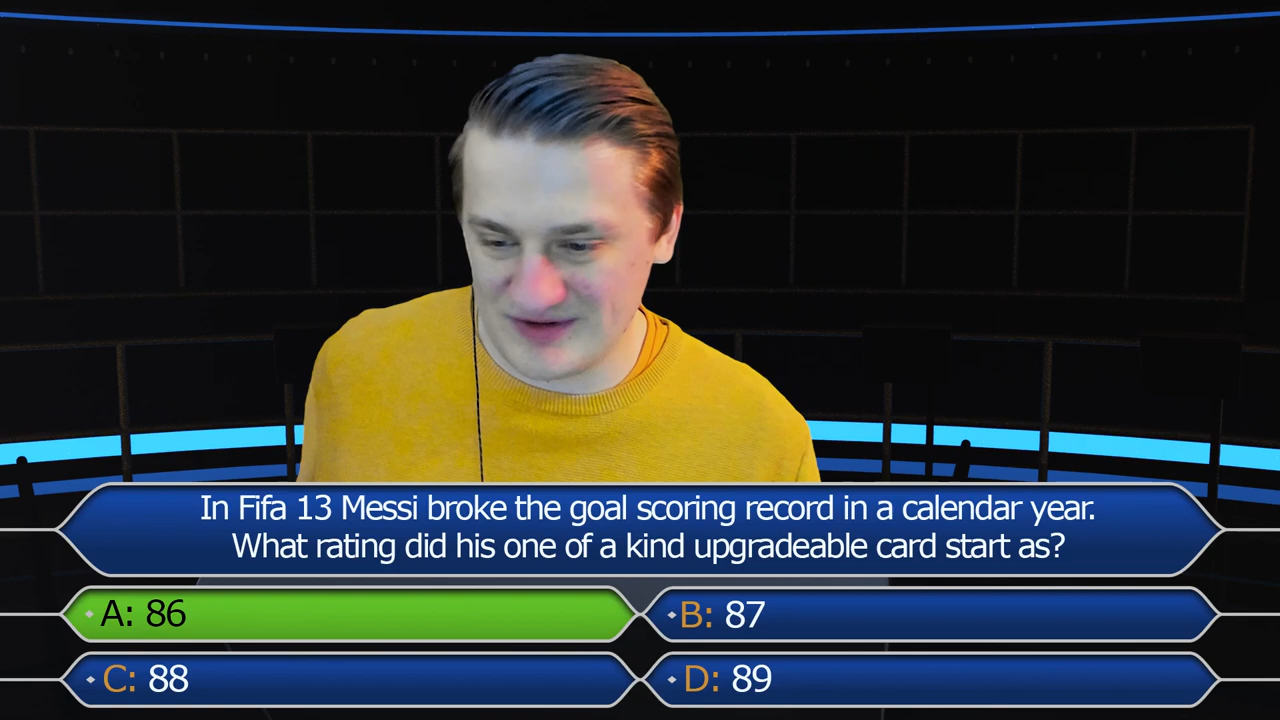 In Fifa 13 Messi broke the goal scoring record in a calendar year.
What rating did his one of a kind upgradeable card start as?
A: 86
B: 87
C: 88
D: 89